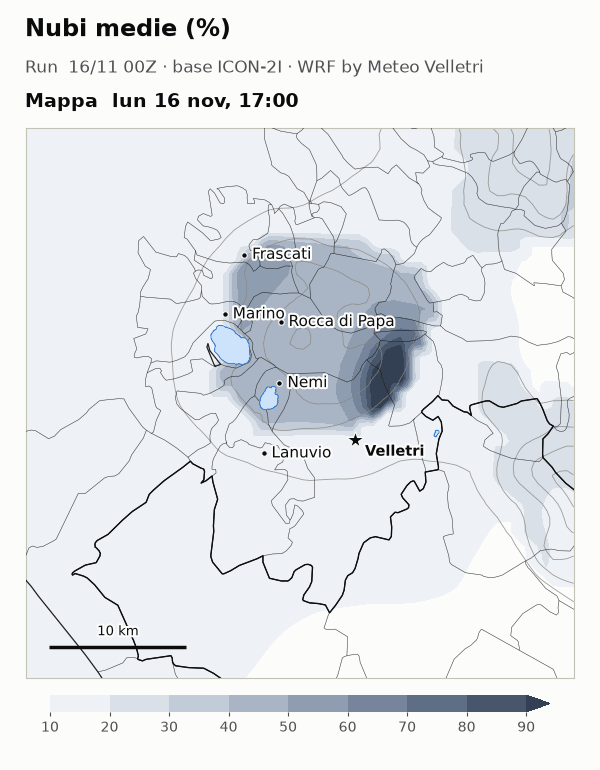 Nubi medie (%)
Run  16/11 00Z · base ICON-2I · WRF by Meteo Velletri
Mappa  lun 16 nov, 17:00
Frascati
Marino
Rocca di Papa
Nemi
Velletri
Lanuvio
10 km
10 20 30 40 50 60 70 80 90